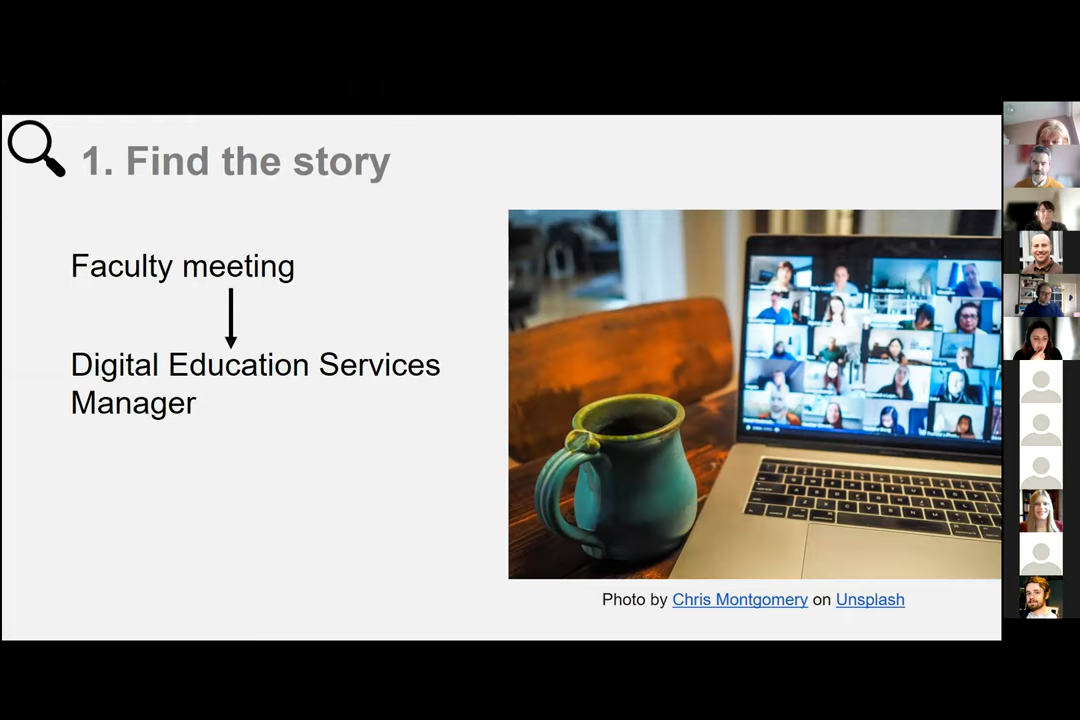 1. Find the story
Faculty meeting
Digital Education Services
Manager
Photo by Chris Montgomery on Unsplash